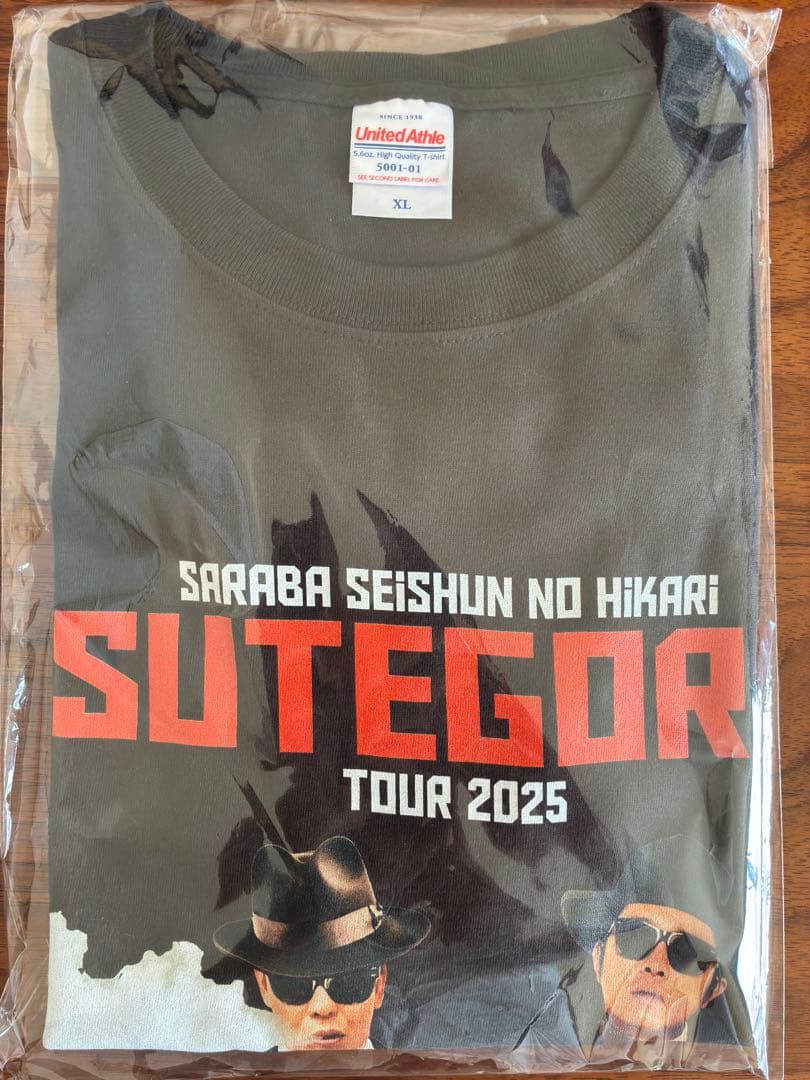 SINCE 1938
United Athle
5.6oz. High Quality T-shirt
5001-01
SEE SECOND LABEL FOR CARE
XL
SARABA SEiSHUN NO HiKARi
SUTEGOR
TOUR 2025